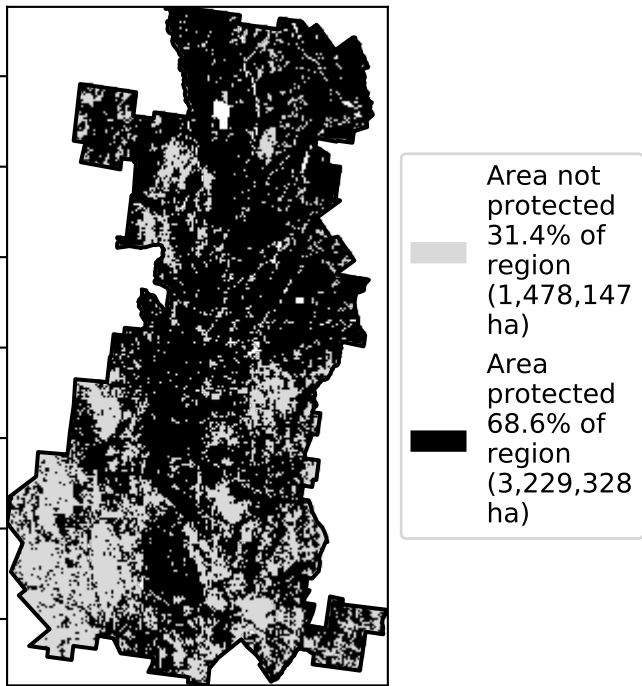 Area not
protected
31.4% of
region
(1,478,147
ha)
Area
protected
68.6% of
region
(3,229,328
ha)